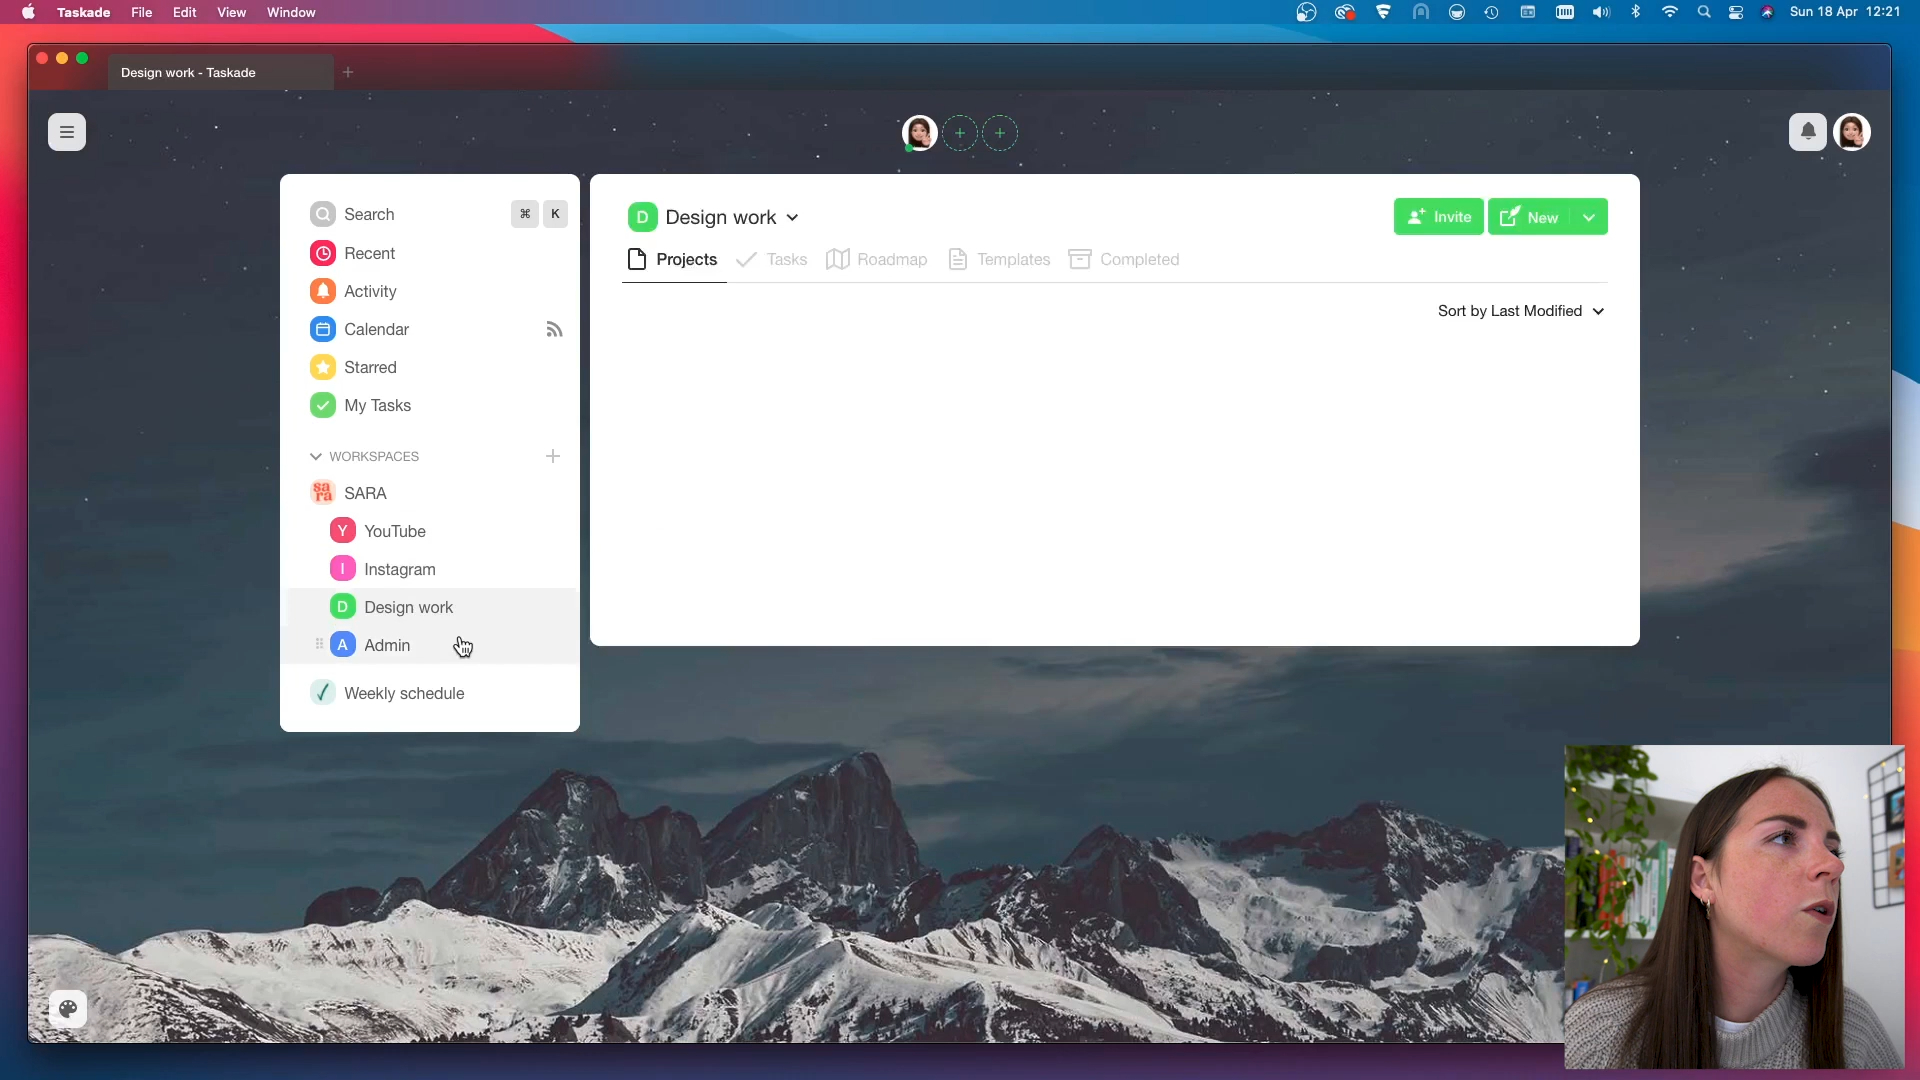 Taskade File Edit View Window
Sun 18 Apr 12:21
Design work - Taskade
Search ⌘ K
Recent
Activity
Calendar
Starred
My Tasks
WORKSPACES
sa
ra
SARA
Y YouTube
I Instagram
D Design work
A Admin
Weekly schedule
D Design work
Invite
New
Projects
Tasks
Roadmap
Templates
Completed
Sort by Last Modified